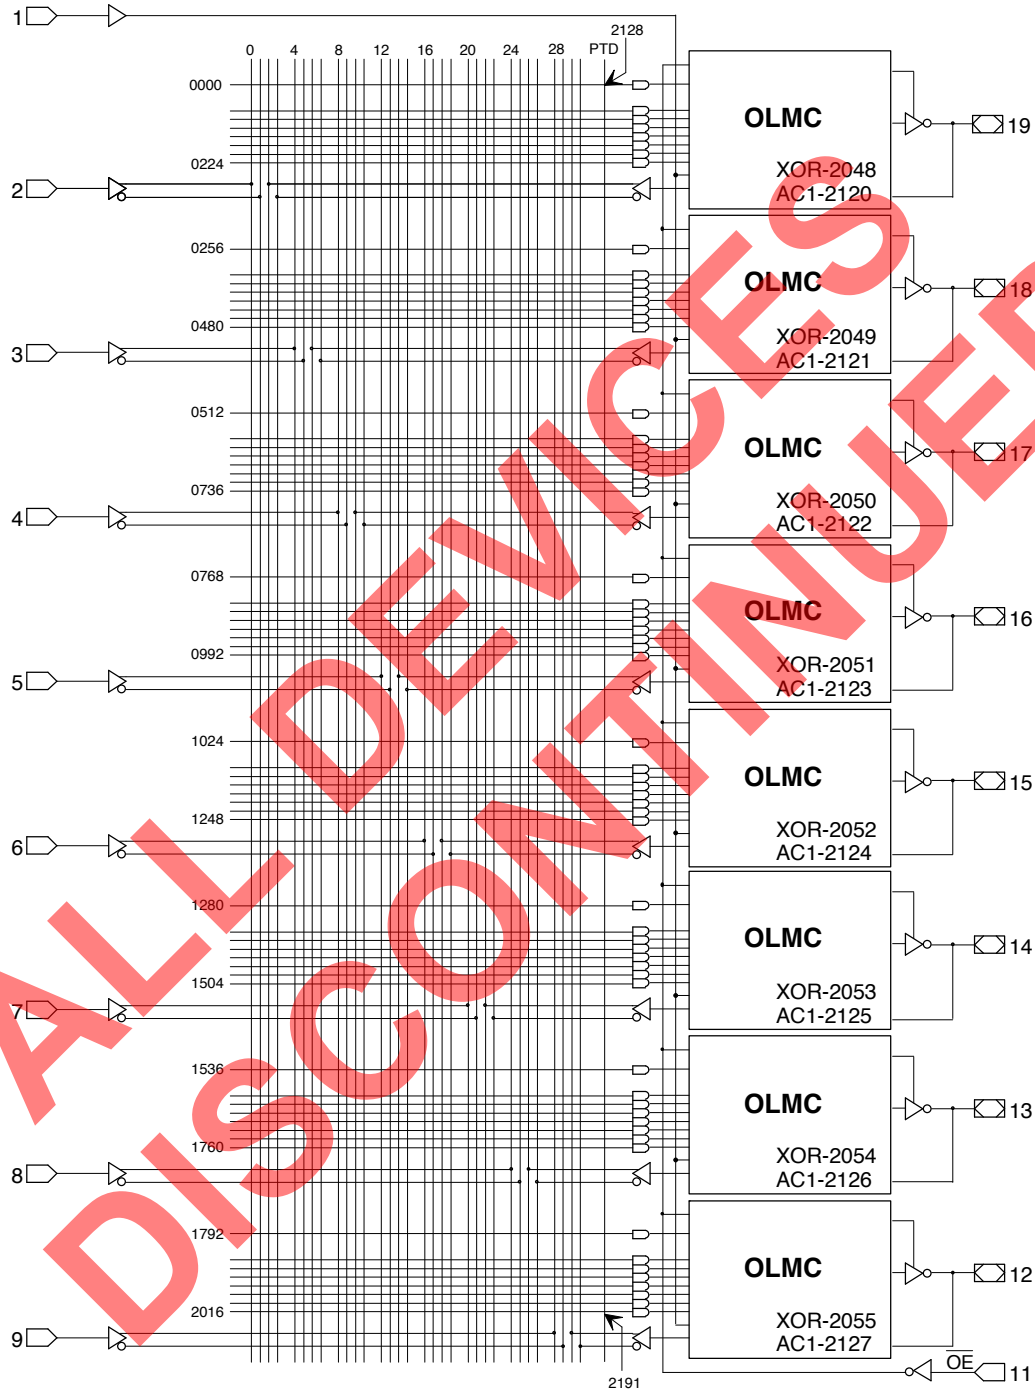 1
2128
0 4 8 12 16 20 24 28 PTD
0000
OLMC
19
0224
XOR-2048
AC1-2120
2
0256
OLMC
18
0480
XOR-2049
AC1-2121
3
0512
OLMC
17
0736
XOR-2050
AC1-2122
4
0768
OLMC
16
0992
XOR-2051
AC1-2123
5
1024
OLMC
15
1248
XOR-2052
AC1-2124
6
1280
OLMC
14
1504
XOR-2053
AC1-2125
7
1536
OLMC
13
1760
XOR-2054
AC1-2126
8
1792
OLMC
12
2016
XOR-2055
AC1-2127
9
OE
11
2191
ALL DEVICES
DISCONTINUED